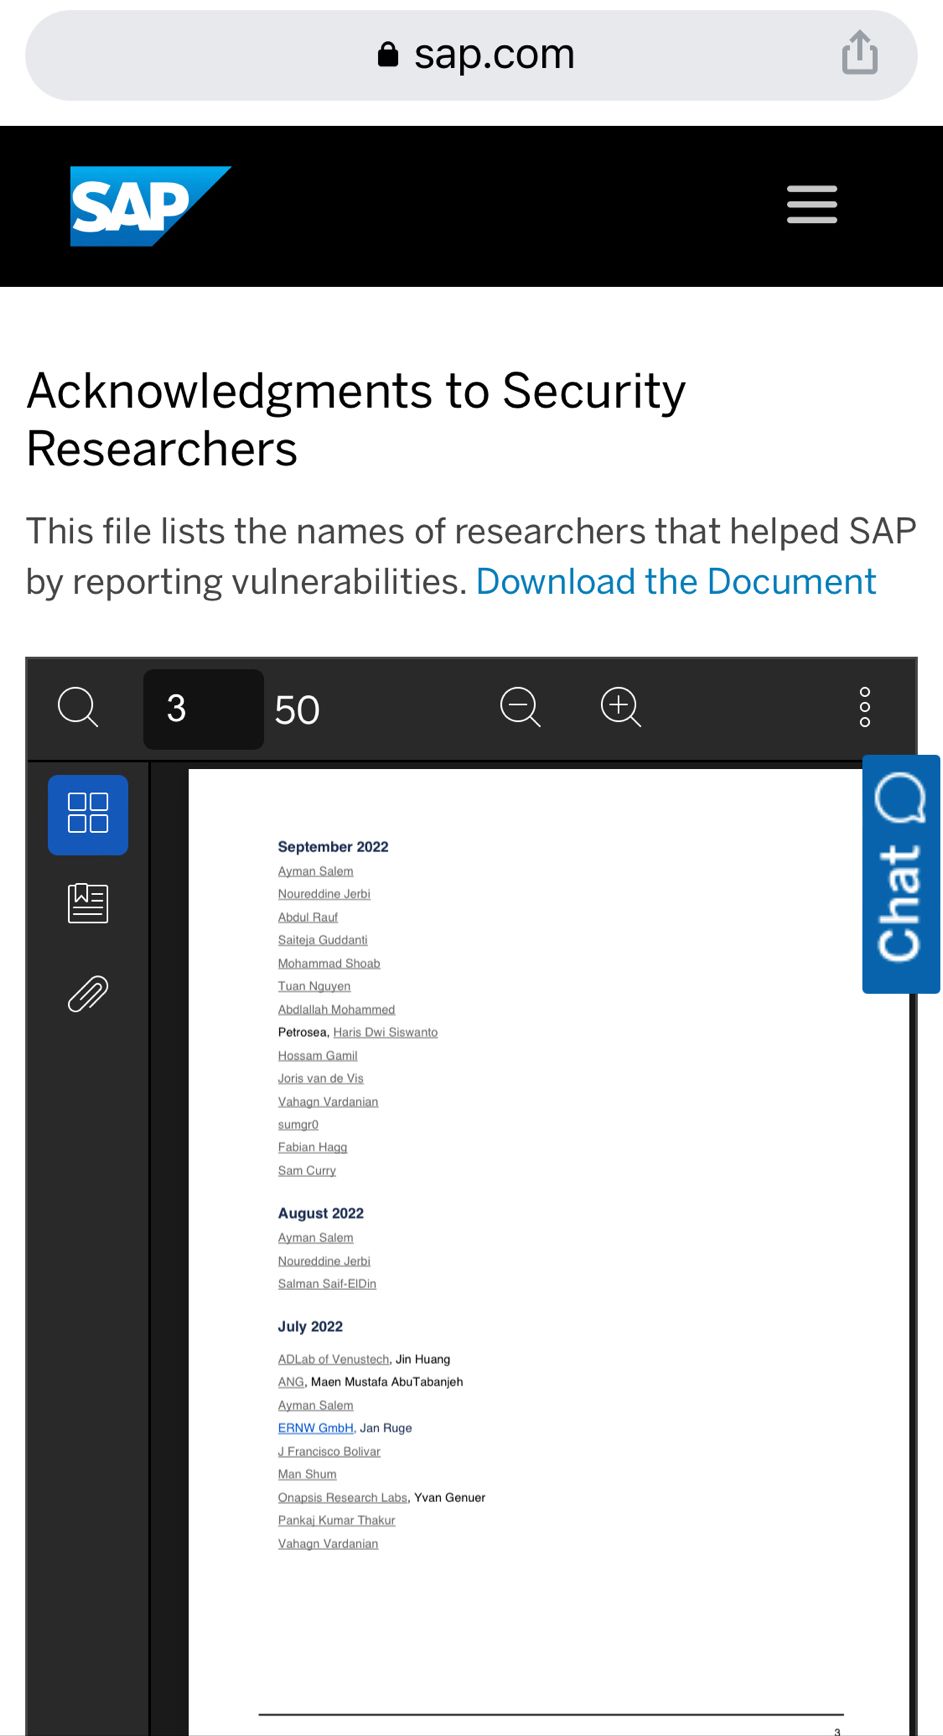 sap.com
SAP
Acknowledgments to Security
Researchers
This file lists the names of researchers that helped SAP
by reporting vulnerabilities. Download the Document
3 50
Chat
September 2022
Ayman Salem
Noureddine Jerbi
Abdul Rauf
Saiteja Guddanti
Mohammad Shoab
Tuan Nguyen
Abdlallah Mohammed
Petrosea, Haris Dwi Siswanto
Hossam Gamil
Joris van de Vis
Vahagn Vardanian
sumgr0
Fabian Hagg
Sam Curry
August 2022
Ayman Salem
Noureddine Jerbi
Salman Saif-ElDin
July 2022
ADLab of Venustech, Jin Huang
ANG, Maen Mustafa AbuTabanjeh
Ayman Salem
ERNW GmbH, Jan Ruge
J Francisco Bolivar
Man Shum
Onapsis Research Labs, Yvan Genuer
Pankaj Kumar Thakur
Vahagn Vardanian
3